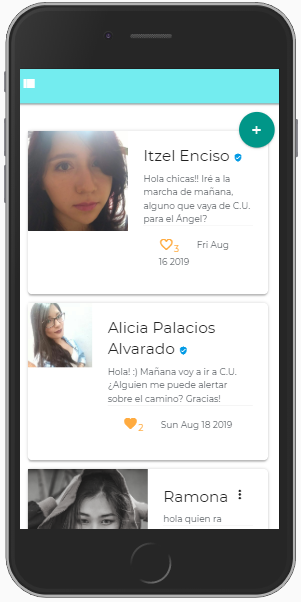 +
Itzel Enciso
Hola chicas!! Iré a la
marcha de mañana,
alguno que vaya de C.U.
para el Ángel?
3 Fri Aug
16 2019
Alicia Palacios
Alvarado
Hola! :) Mañana voy a ir a C.U.
¿Alguien me puede alertar
sobre el camino? Gracias!
2 Sun Aug 18 2019
Ramona
hola quien ra